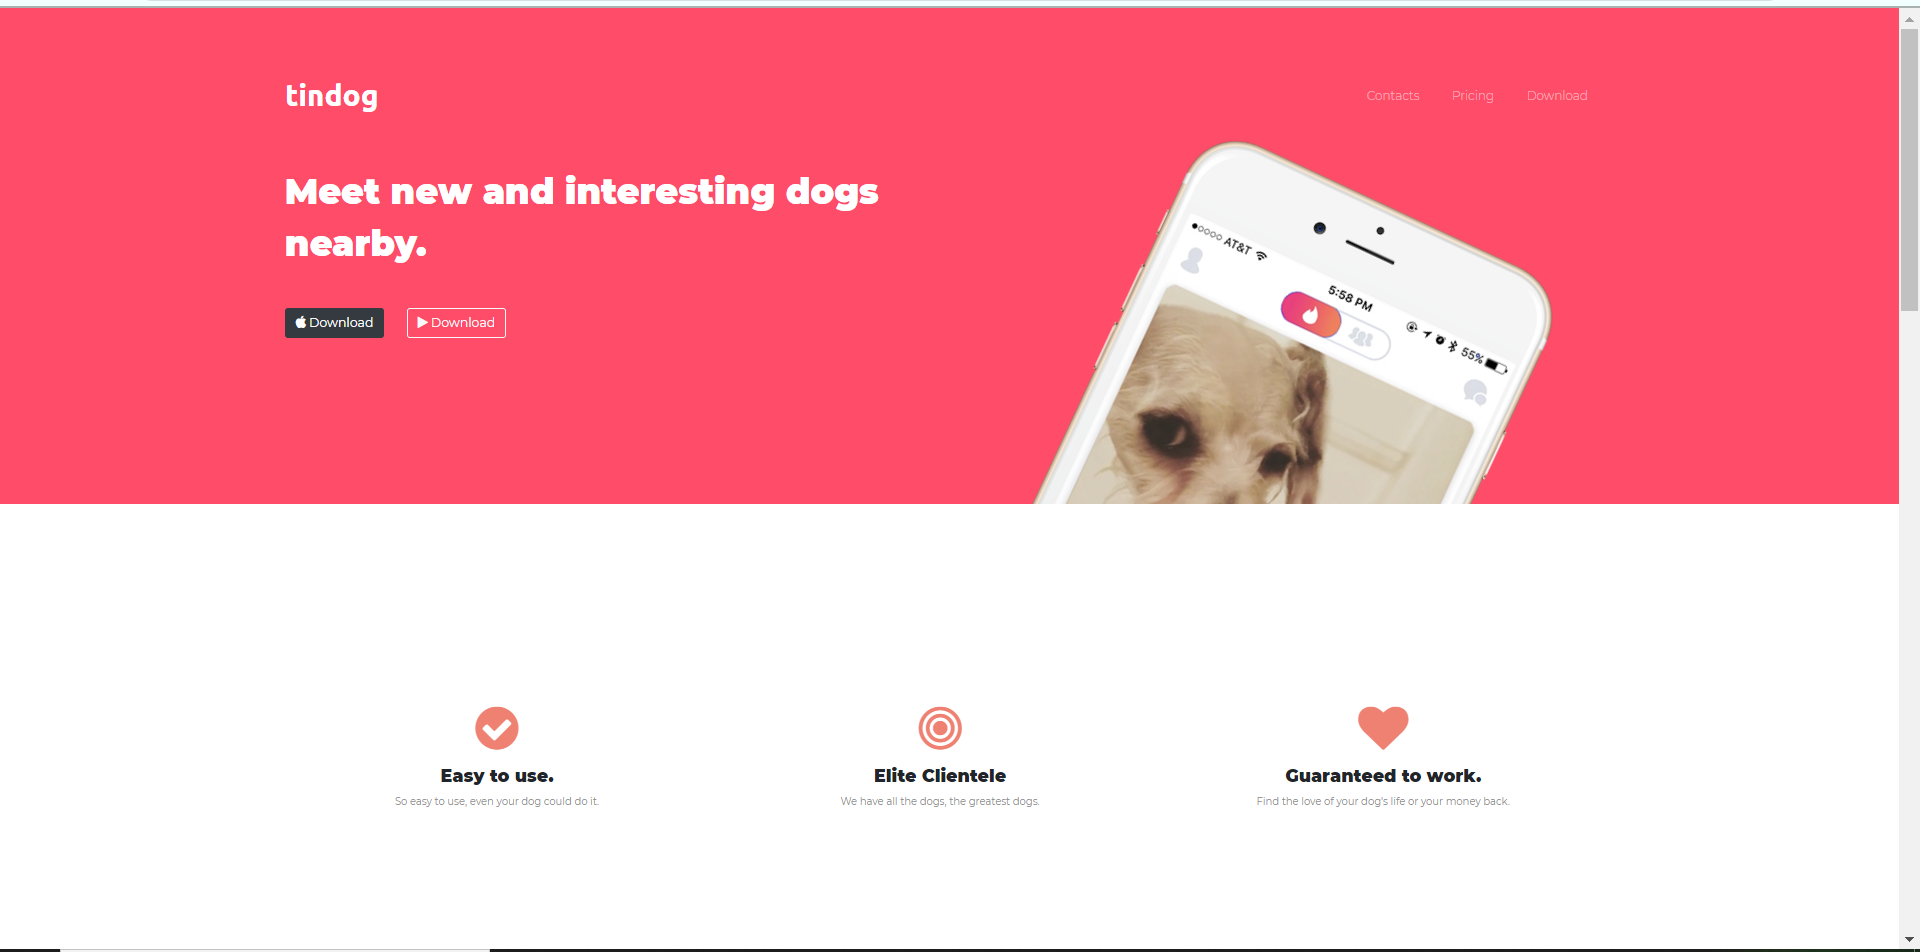 tindog
Contacts Pricing Download
Meet new and interesting dogs
nearby.
Download Download
AT&T
5:58 PM
55%
Easy to use.
So easy to use, even your dog could do it.
Elite Clientele
We have all the dogs, the greatest dogs.
Guaranteed to work.
Find the love of your dog's life or your money back.